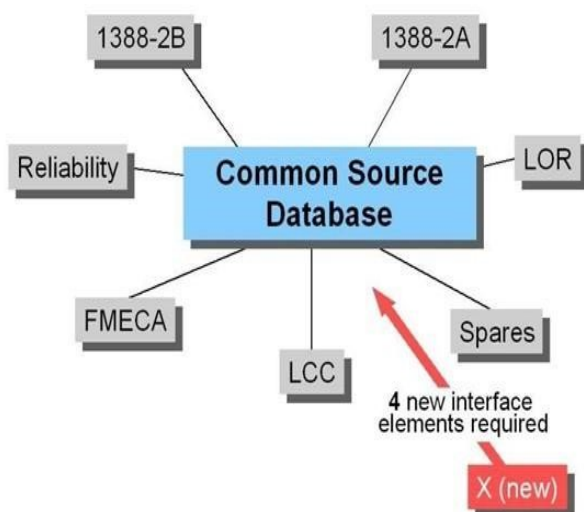 1388-2B
1388-2A
Reliability
Common Source
Database
LOR
FMECA
LCC
Spares
4 new interface
elements required
X (new)